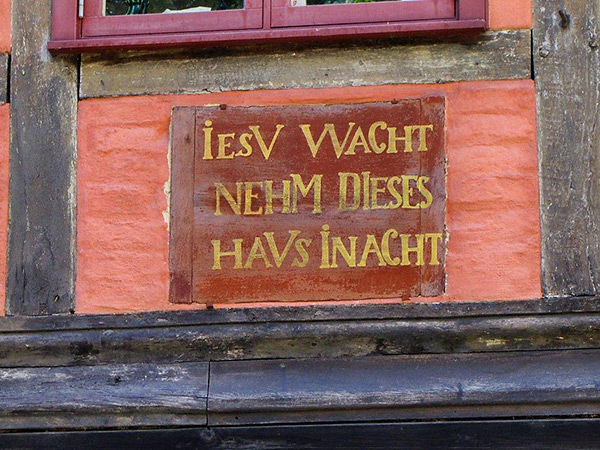 iESV WACHT
NEHM DIESES
HAVS iNACHT